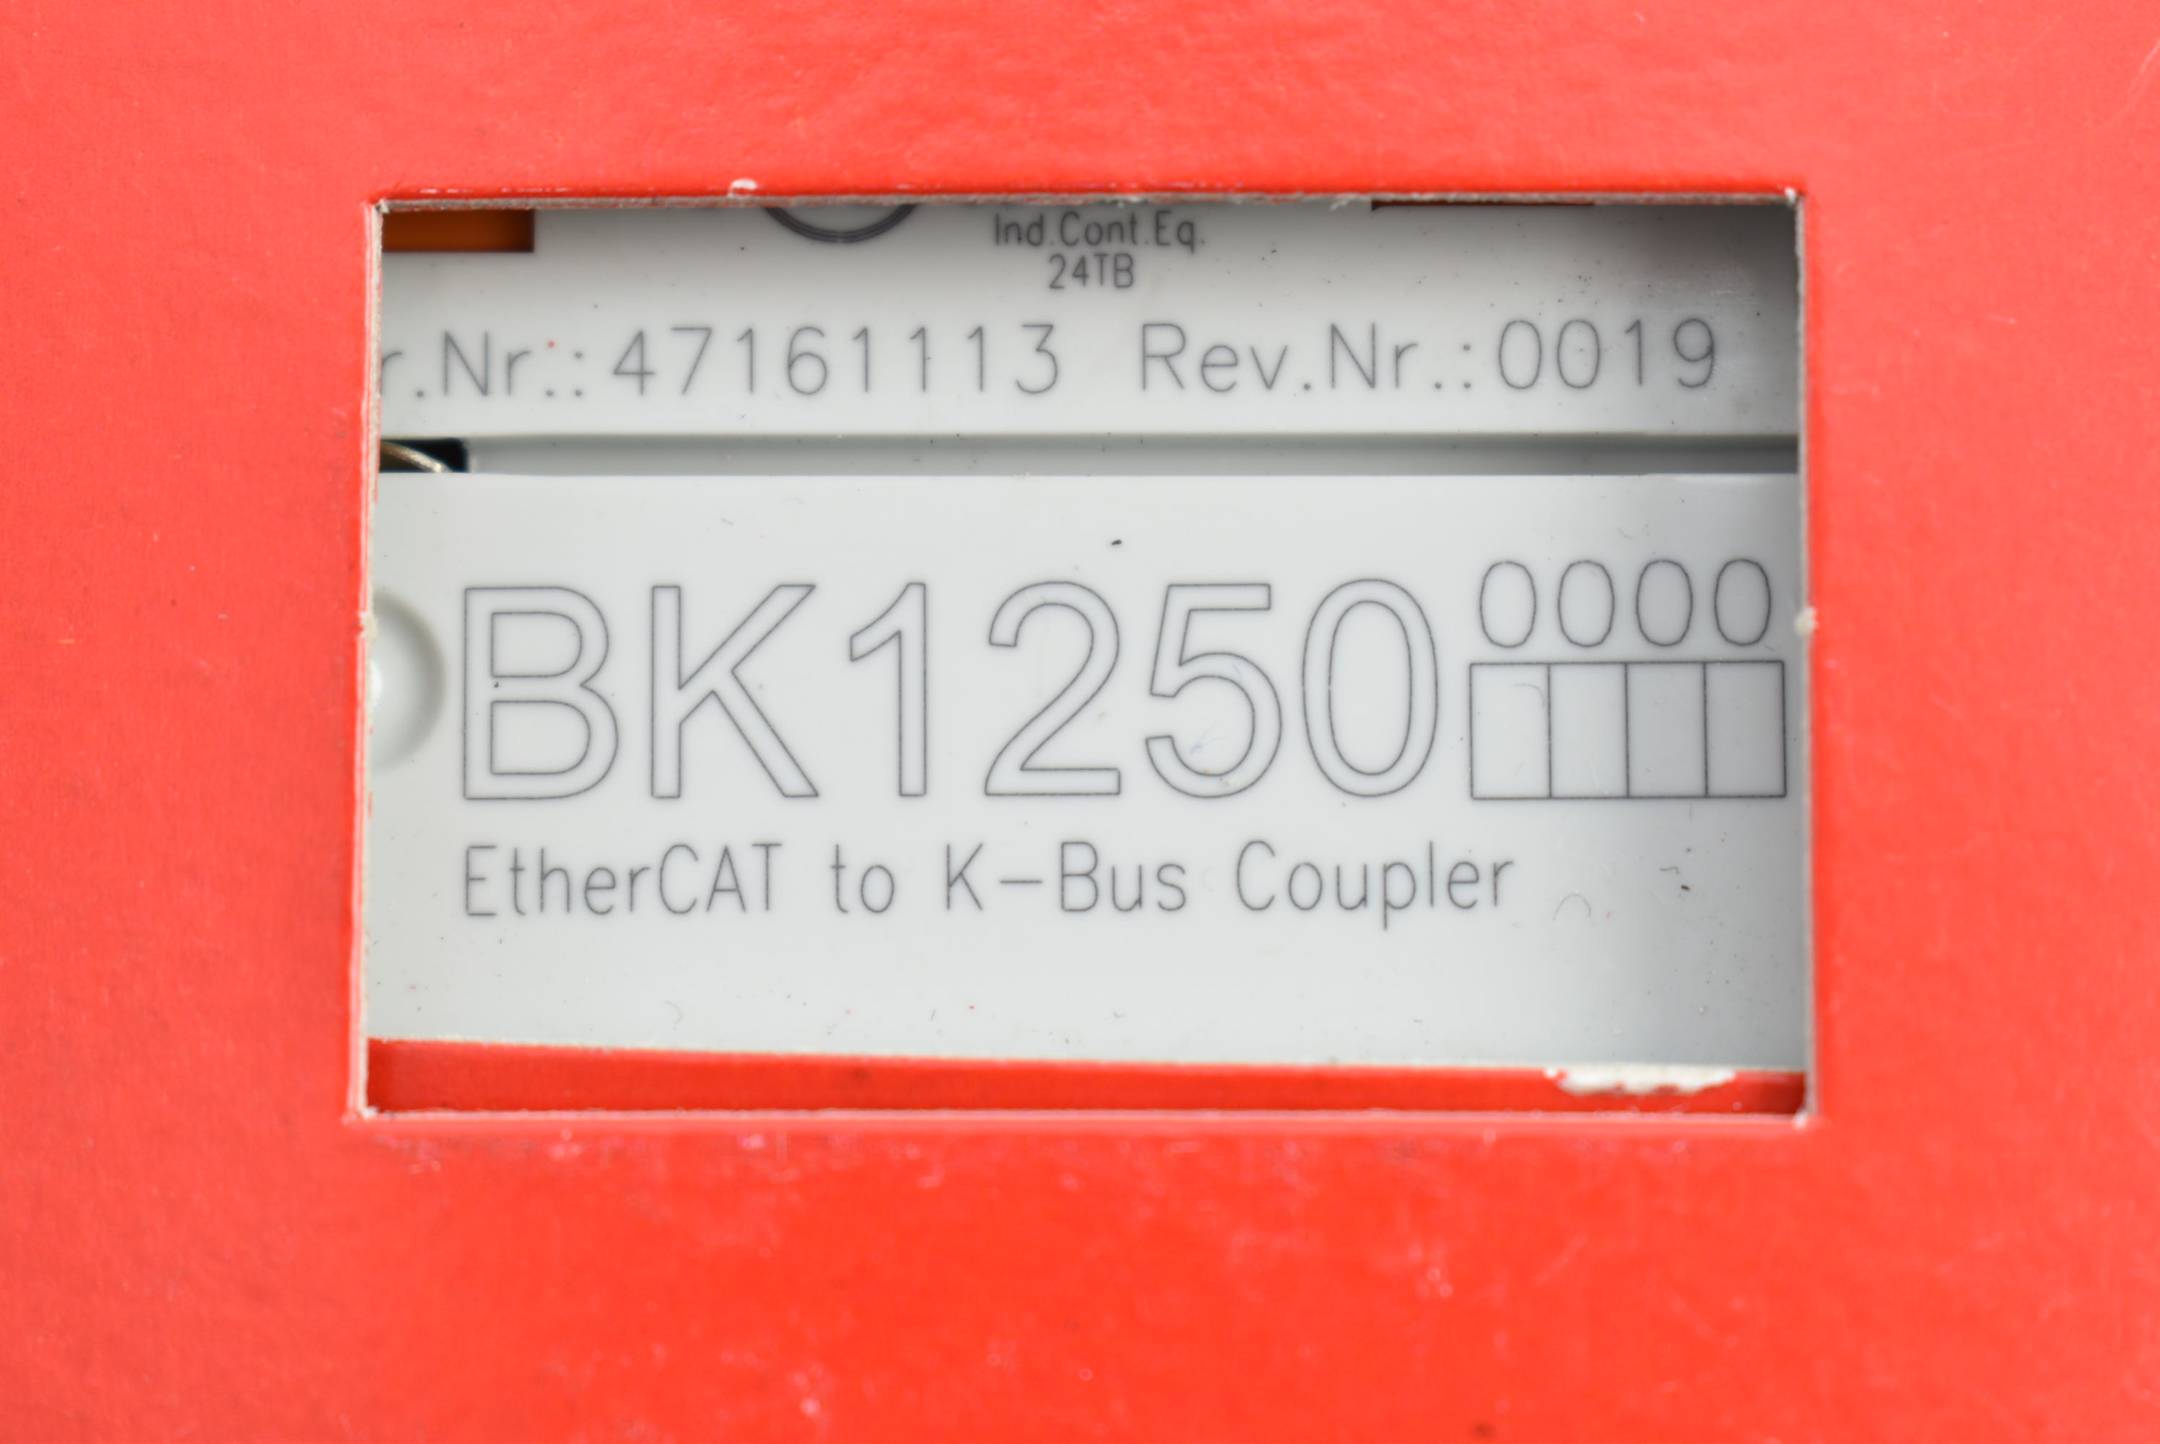 Ind.Cont.Eq.
24TB
r.Nr.: 47161113 Rev.Nr.:0019
BK1250 0000
EtherCAT to K-Bus Coupler